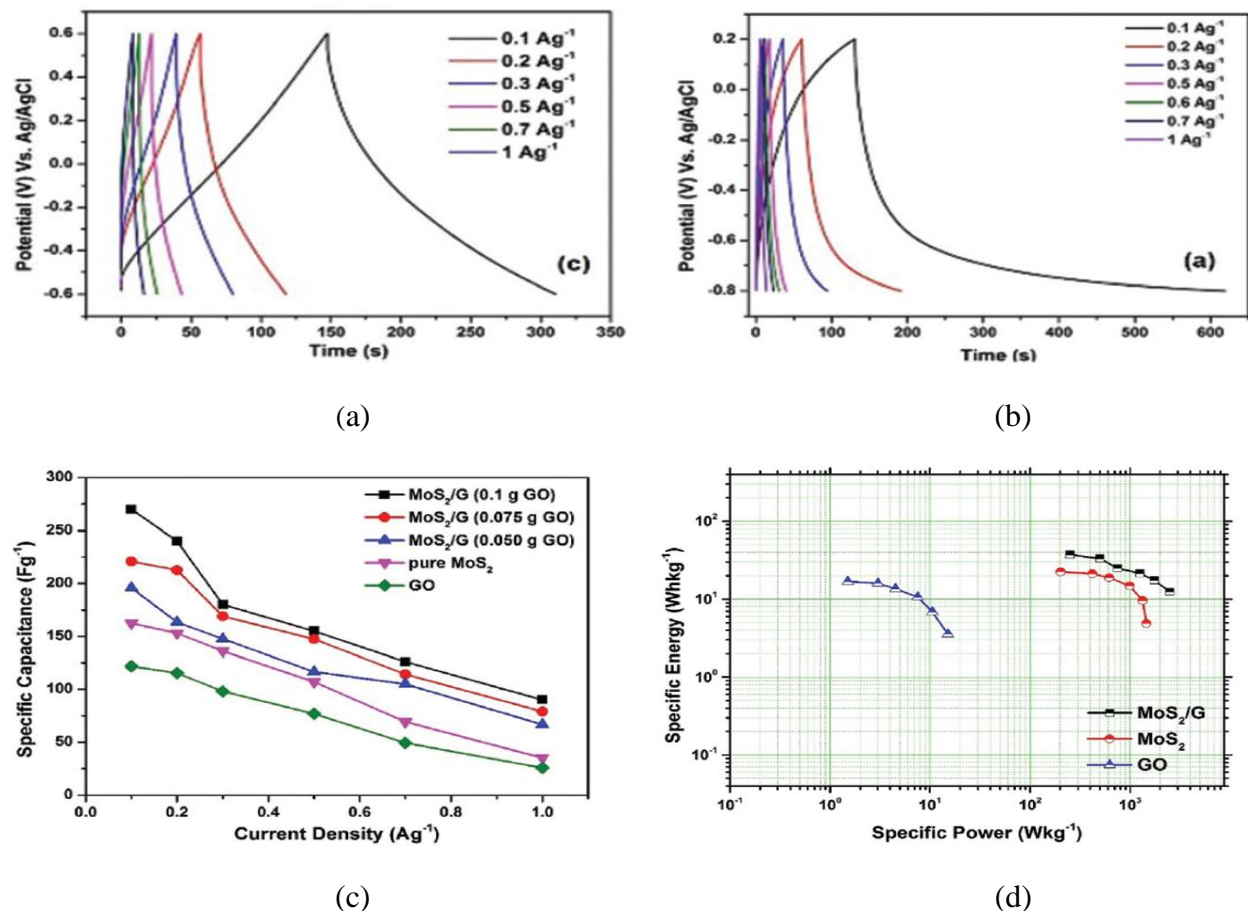 0.6
0.4
0.2
0.0
-0.2
-0.4
-0.6
Potential (V) Vs. Ag/AgCl
0.1 Ag⁻¹
0.2 Ag⁻¹
0.3 Ag⁻¹
0.5 Ag⁻¹
0.7 Ag⁻¹
1 Ag⁻¹
(c)
0 50 100 150 200 250 300 350
Time (s)
(a)
0.2
0.0
-0.2
-0.4
-0.6
-0.8
Potential (V) Vs. Ag/AgCl
0.1 Ag⁻¹
0.2 Ag⁻¹
0.3 Ag⁻¹
0.5 Ag⁻¹
0.6 Ag⁻¹
0.7 Ag⁻¹
1 Ag⁻¹
(a)
0 100 200 300 400 500 600
Time (s)
(b)
300
250
200
150
100
50
0
Specific Capacitance (Fg⁻¹)
MoS₂/G (0.1 g GO)
MoS₂/G (0.075 g GO)
MoS₂/G (0.050 g GO)
pure MoS₂
GO
0.0 0.2 0.4 0.6 0.8 1.0
Current Density (Ag⁻¹)
(c)
10²
10¹
10⁰
10⁻¹
Specific Energy (Whkg⁻¹)
MoS₂/G
MoS₂
GO
10⁻¹ 10⁰ 10¹ 10² 10³
Specific Power (Wkg⁻¹)
(d)